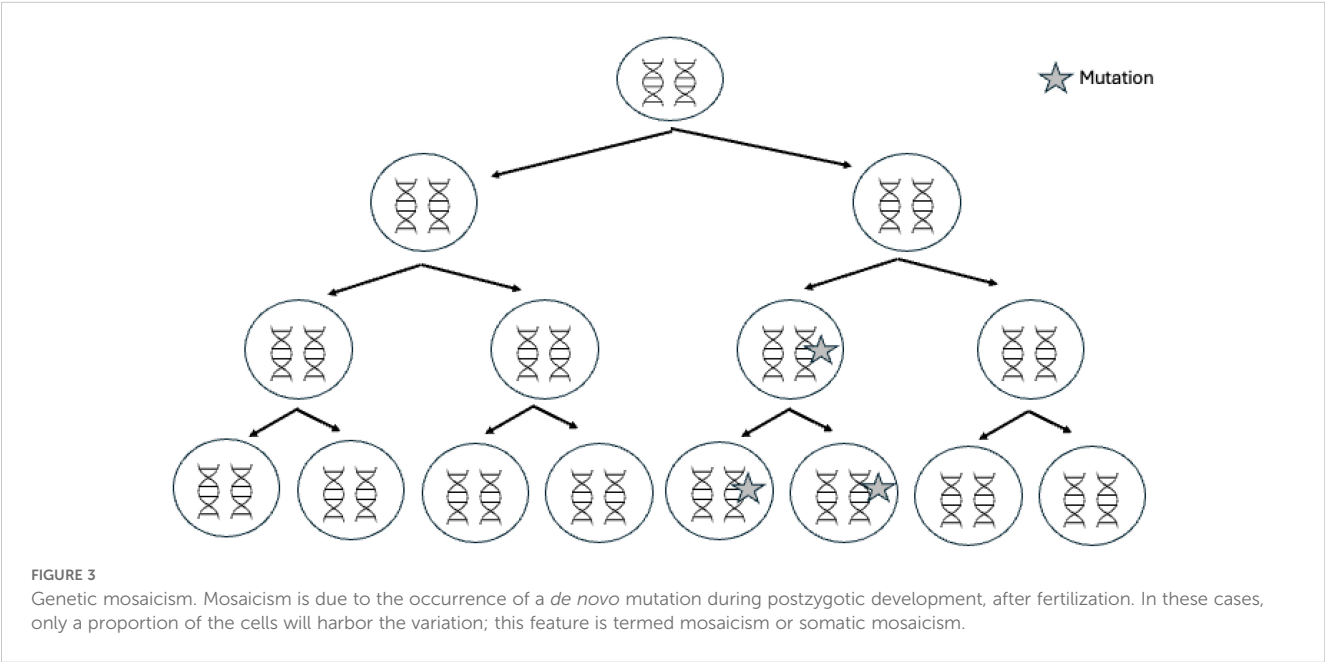 Mutation
FIGURE 3
Genetic mosaicism. Mosaicism is due to the occurrence of a de novo mutation during postzygotic development, after fertilization. In these cases,
only a proportion of the cells will harbor the variation; this feature is termed mosaicism or somatic mosaicism.